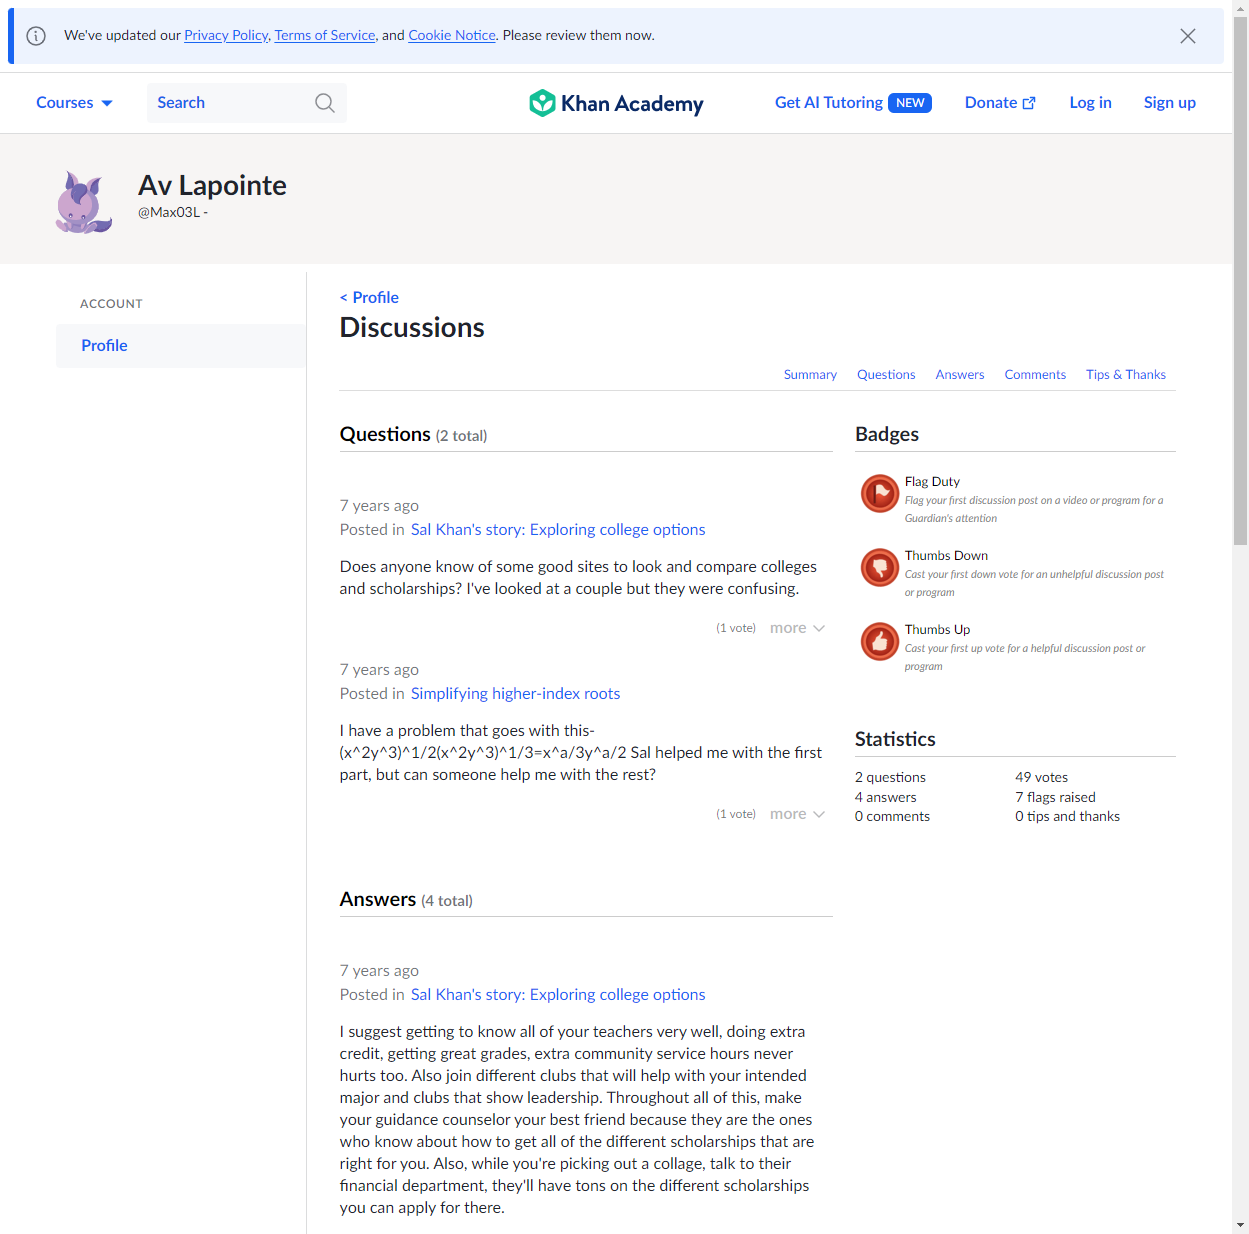 We've updated our Privacy Policy, Terms of Service, and Cookie Notice. Please review them now.
Courses
Search
Khan Academy
Get AI Tutoring NEW
Donate
Log in
Sign up
Av Lapointe
@Max03L -
ACCOUNT
Profile
< Profile
Discussions
Summary
Questions
Answers
Comments
Tips & Thanks
Questions (2 total)
7 years ago
Posted in Sal Khan's story: Exploring college options
Does anyone know of some good sites to look and compare colleges
and scholarships? I've looked at a couple but they were confusing.
(1 vote) more
7 years ago
Posted in Simplifying higher-index roots
I have a problem that goes with this-
(x^2y^3)^1/2(x^2y^3)^1/3=x^a/3y^a/2 Sal helped me with the first
part, but can someone help me with the rest?
(1 vote) more
Answers (4 total)
7 years ago
Posted in Sal Khan's story: Exploring college options
I suggest getting to know all of your teachers very well, doing extra
credit, getting great grades, extra community service hours never
hurts too. Also join different clubs that will help with your intended
major and clubs that show leadership. Throughout all of this, make
your guidance counselor your best friend because they are the ones
who know about how to get all of the different scholarships that are
right for you. Also, while you're picking out a collage, talk to their
financial department, they'll have tons on the different scholarships
you can apply for there.
Badges
Flag Duty
Flag your first discussion post on a video or program for a
Guardian's attention
Thumbs Down
Cast your first down vote for an unhelpful discussion post
or program
Thumbs Up
Cast your first up vote for a helpful discussion post or
program
Statistics
2 questions
4 answers
0 comments
49 votes
7 flags raised
0 tips and thanks